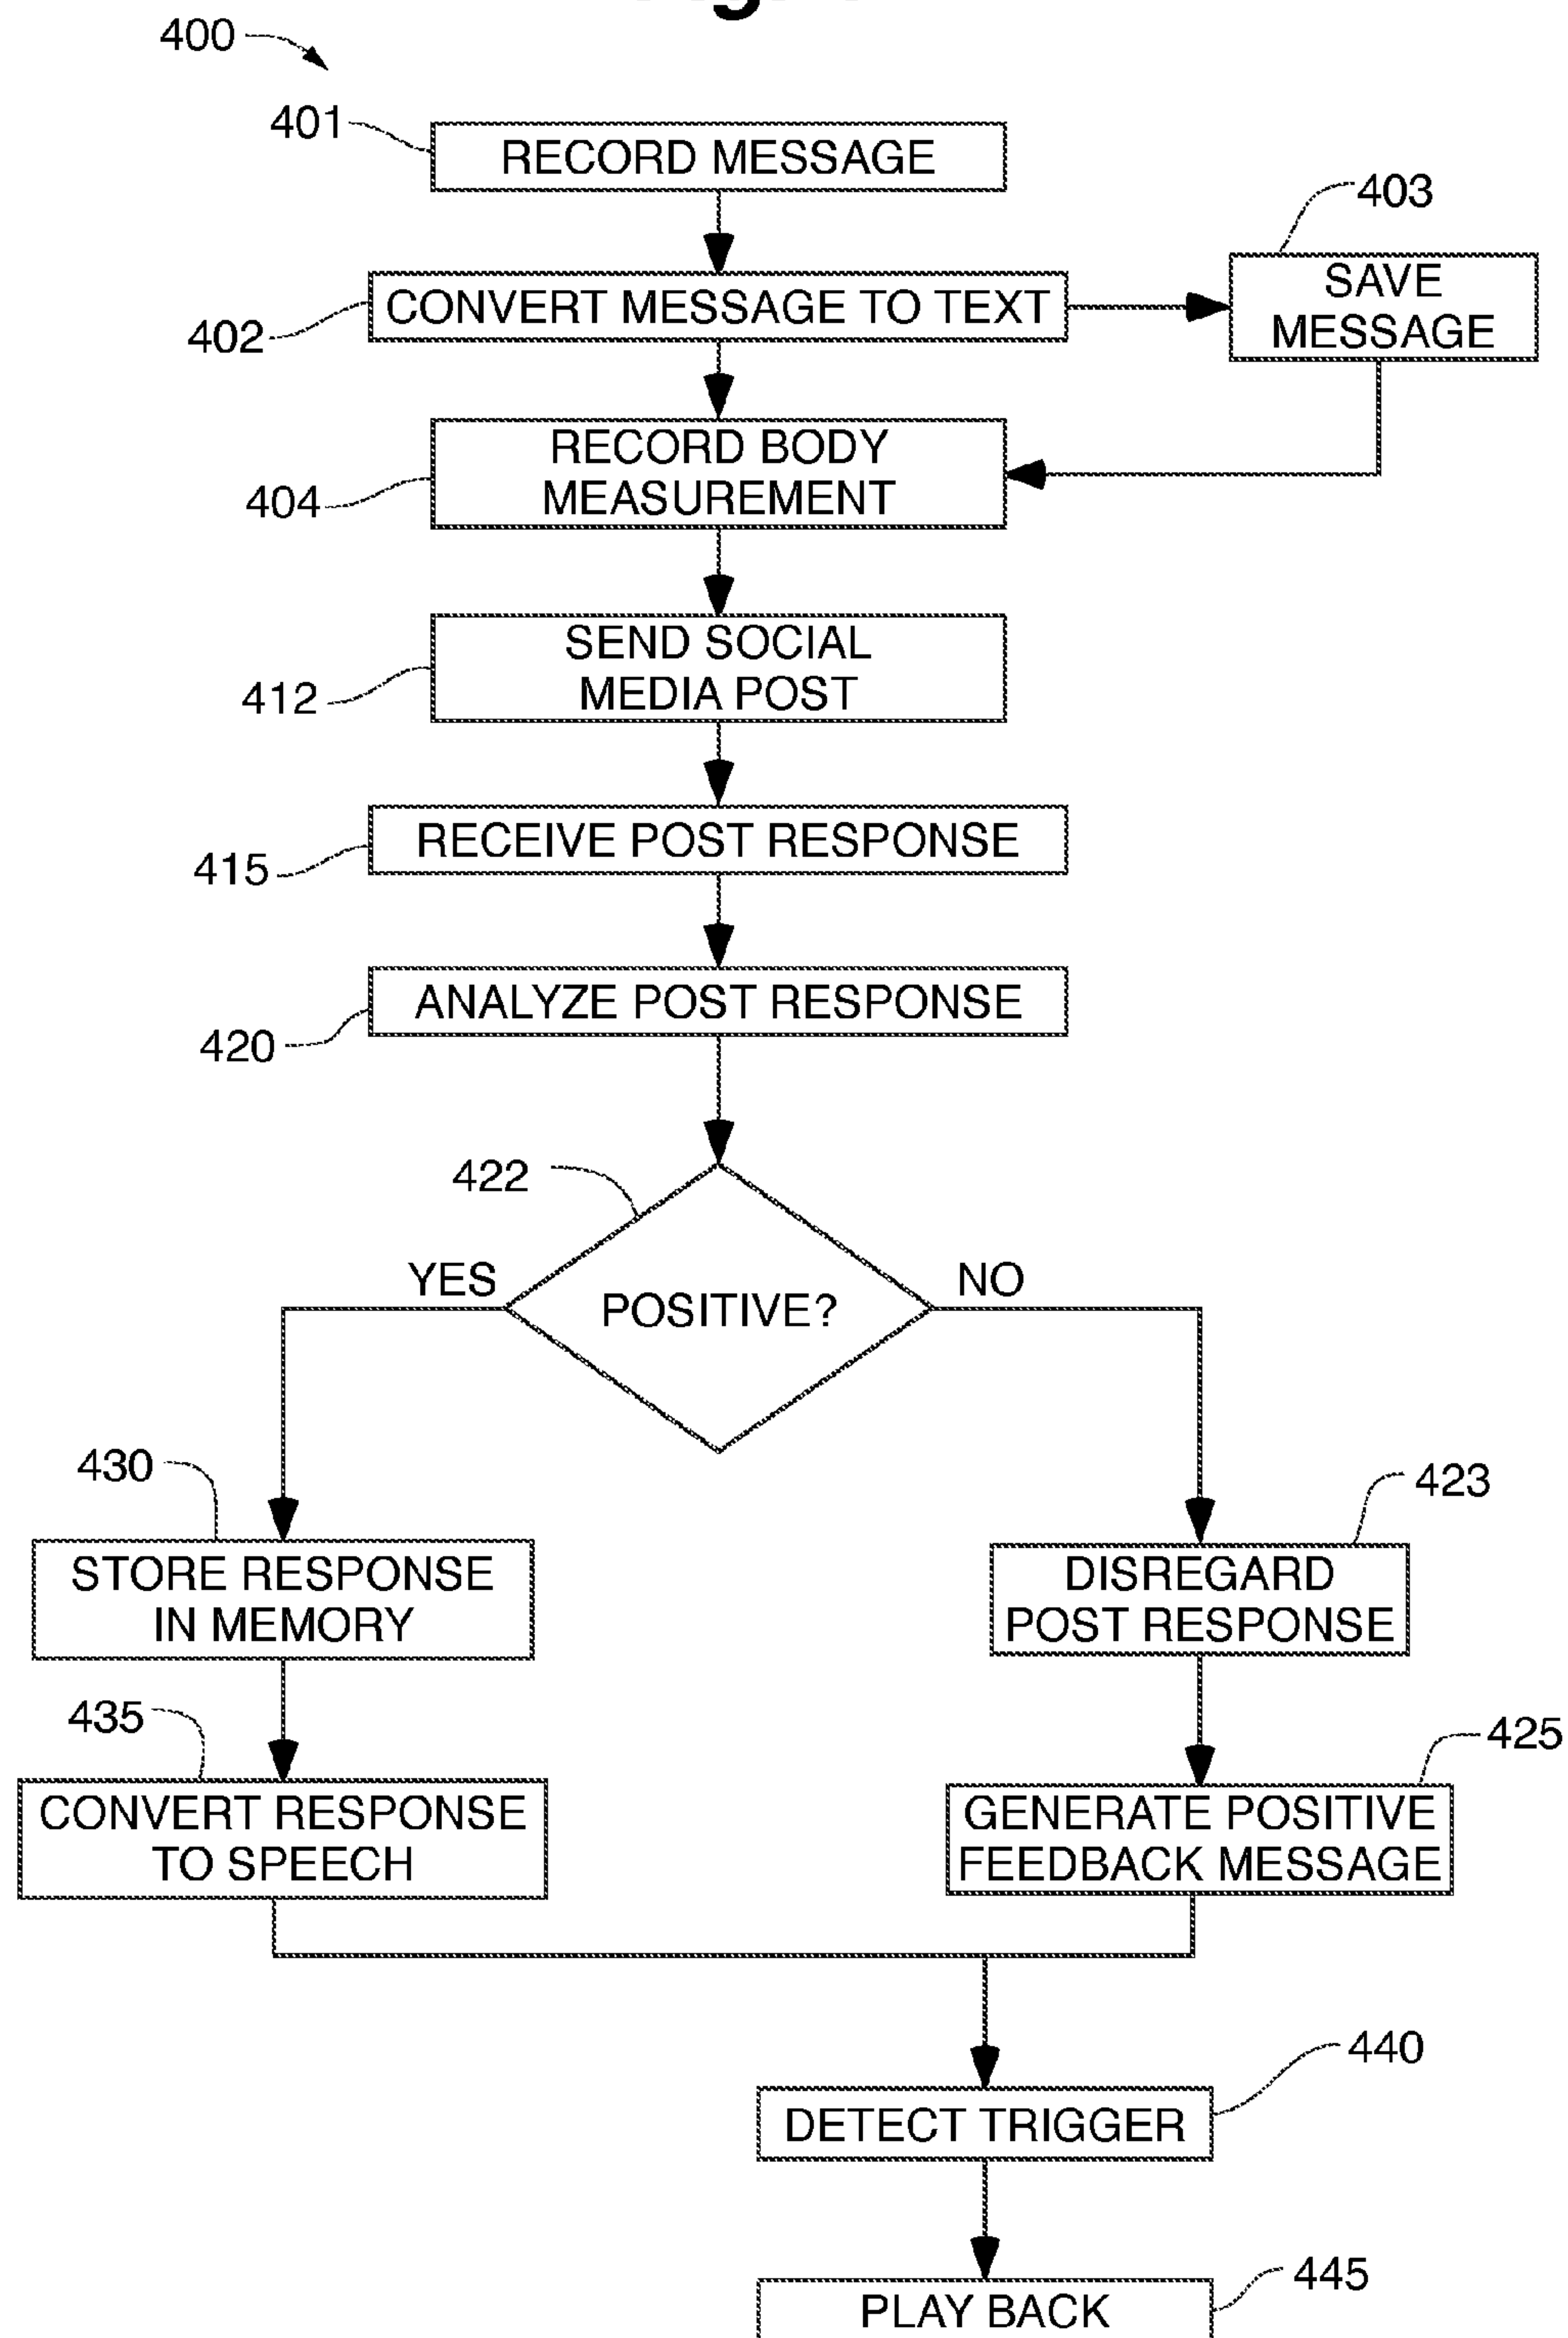 400
401
RECORD MESSAGE
403
SAVE
MESSAGE
CONVERT MESSAGE TO TEXT
402
RECORD BODY
MEASUREMENT
404
SEND SOCIAL
MEDIA POST
412
RECEIVE POST RESPONSE
415
ANALYZE POST RESPONSE
420
422
YES
NO
POSITIVE?
430
423
STORE RESPONSE
IN MEMORY
DISREGARD
POST RESPONSE
435
425
CONVERT RESPONSE
TO SPEECH
GENERATE POSITIVE
FEEDBACK MESSAGE
440
DETECT TRIGGER
445
PLAY BACK